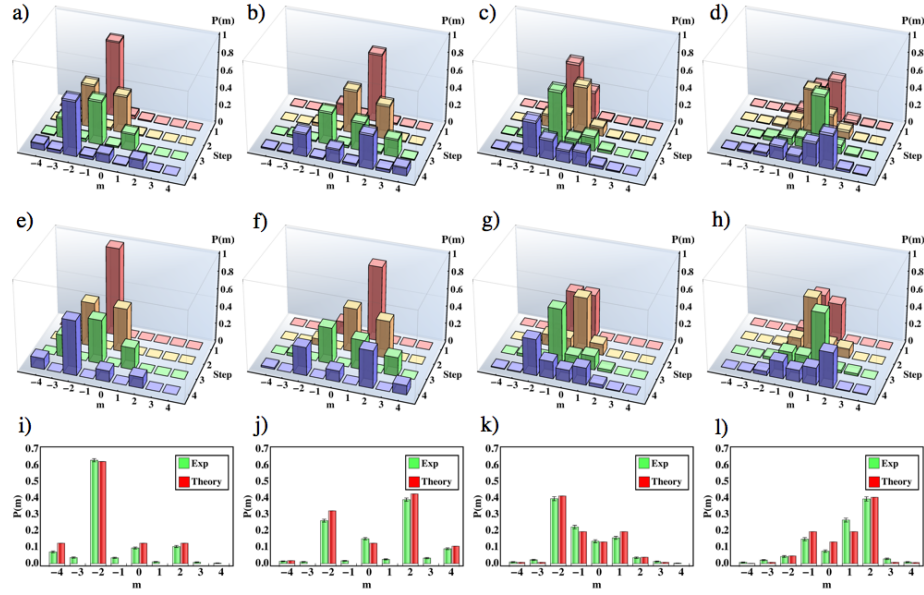 a) b) c) d)
P(m) P(m) P(m) P(m)
1 1 1 1
0.8 0.8 0.8 0.8
0.6 0.6 0.6 0.6
0.4 0.4 0.4 0.4
0.2 0.2 0.2 0.2
0 0 0 0
1 1 1 1
2 2 2 2
3 3 3 3
Step Step Step Step
−4 −3 −2 −1 0 1 2 3 4 −4 −3 −2 −1 0 1 2 3 4 −4 −3 −2 −1 0 1 2 3 4 −4 −3 −2 −1 0 1 2 3 4
m m m m
e) f) g) h)
P(m) P(m) P(m) P(m)
1 1 1 1
0.8 0.8 0.8 0.8
0.6 0.6 0.6 0.6
0.4 0.4 0.4 0.4
0.2 0.2 0.2 0.2
0 0 0 0
1 1 1 1
2 2 2 2
3 3 3 3
Step Step Step Step
−4 −3 −2 −1 0 1 2 3 4 −4 −3 −2 −1 0 1 2 3 4 −4 −3 −2 −1 0 1 2 3 4 −4 −3 −2 −1 0 1 2 3 4
m m m m
i) j) k) l)
0.7 0.7 0.7 0.7
0.6 0.6 0.6 0.6
0.5 0.5 0.5 0.5
0.4 0.4 0.4 0.4
0.3 0.3 0.3 0.3
0.2 0.2 0.2 0.2
0.1 0.1 0.1 0.1
0.0 0.0 0.0 0.0
P(m) P(m) P(m) P(m)
Exp Exp Exp Exp
Theory Theory Theory Theory
−4 −3 −2 −1 0 1 2 3 4 −4 −3 −2 −1 0 1 2 3 4 −4 −3 −2 −1 0 1 2 3 4 −4 −3 −2 −1 0 1 2 3 4
m m m m